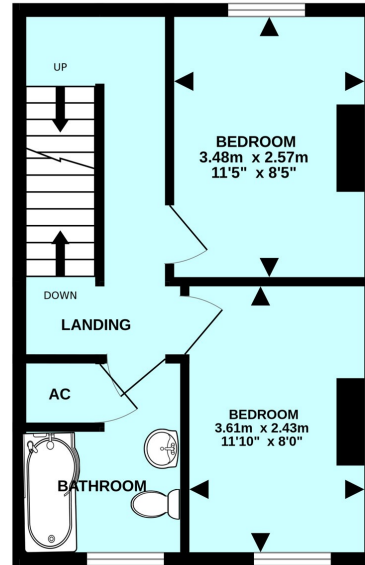 UP
BEDROOM
3.48m x 2.57m
11'5" x 8'5"
DOWN
LANDING
AC
BEDROOM
3.61m x 2.43m
11'10" x 8'0"
BATHROOM